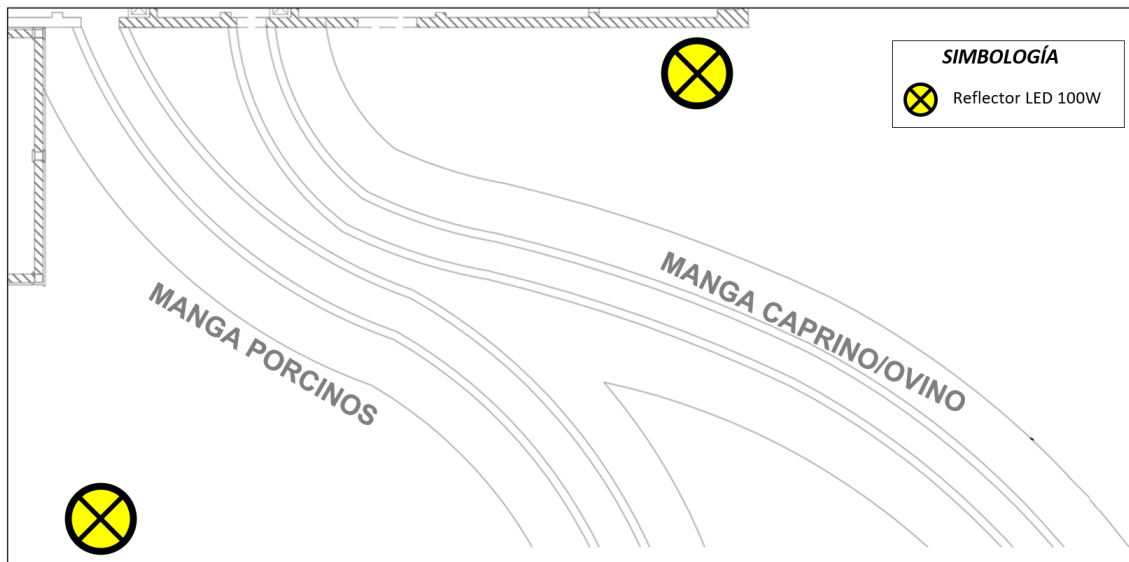 SIMBOLOGÍA
Reflector LED 100W
MANGA CAPRINO/OVINO
MANGA PORCINOS